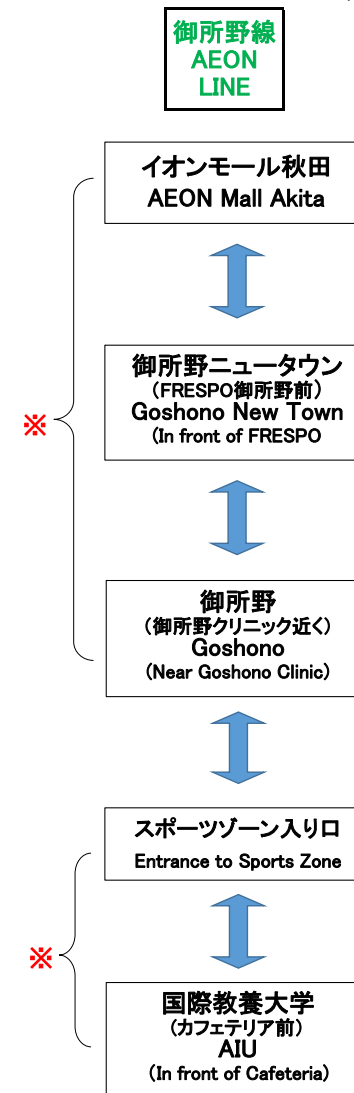 御所野線
AEON
LINE
イオンモール秋田
AEON Mall Akita
御所野ニュータウン
(FRESPO御所野前)
Goshono New Town
(In front of FRESPO
※
御所野
(御所野クリニック近く)
Goshono
(Near Goshono Clinic)
スポーツゾーン入り口
Entrance to Sports Zone
※
国際教養大学
(カフェテリア前)
AIU
(In front of Cafeteria)